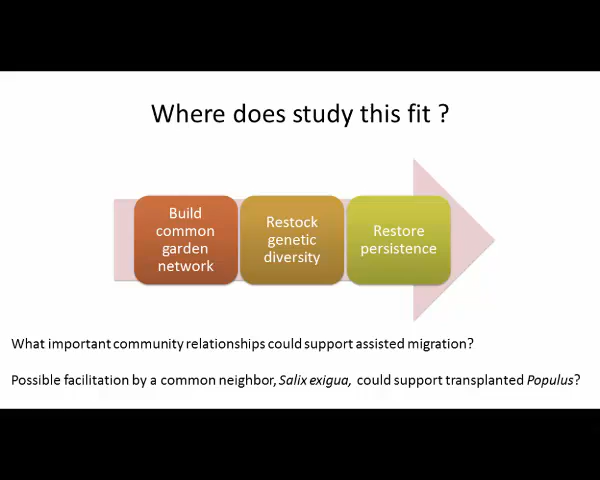 Where does study this fit ?
Build
common
garden
network
Restock
genetic
diversity
Restore
persistence
What important community relationships could support assisted migration?
Possible facilitation by a common neighbor, Salix exigua, could support transplanted Populus?